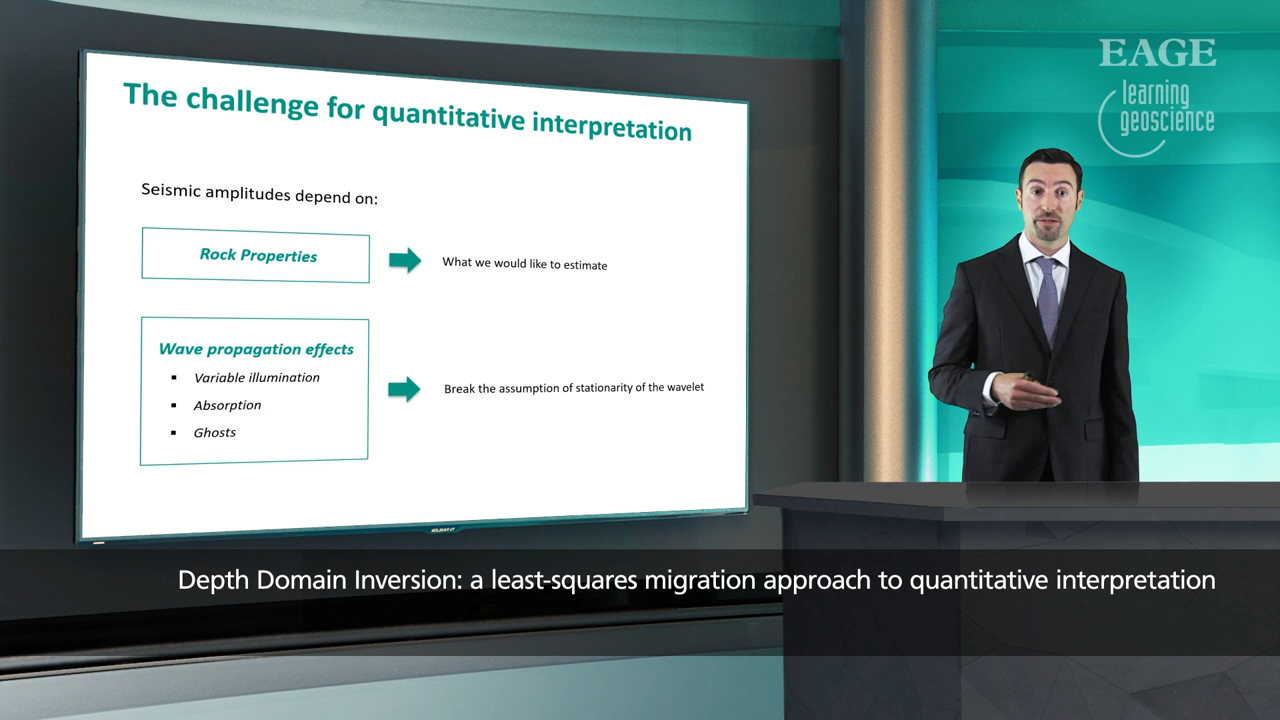 The challenge for quantitative interpretation
Seismic amplitudes depend on:
Rock Properties
What we would like to estimate
Wave propagation effects
▪ Variable illumination
▪ Absorption
▪ Ghosts
Break the assumption of stationarity of the wavelet
EAGE
learning
geoscience
Depth Domain Inversion: a least-squares migration approach to quantitative interpretation